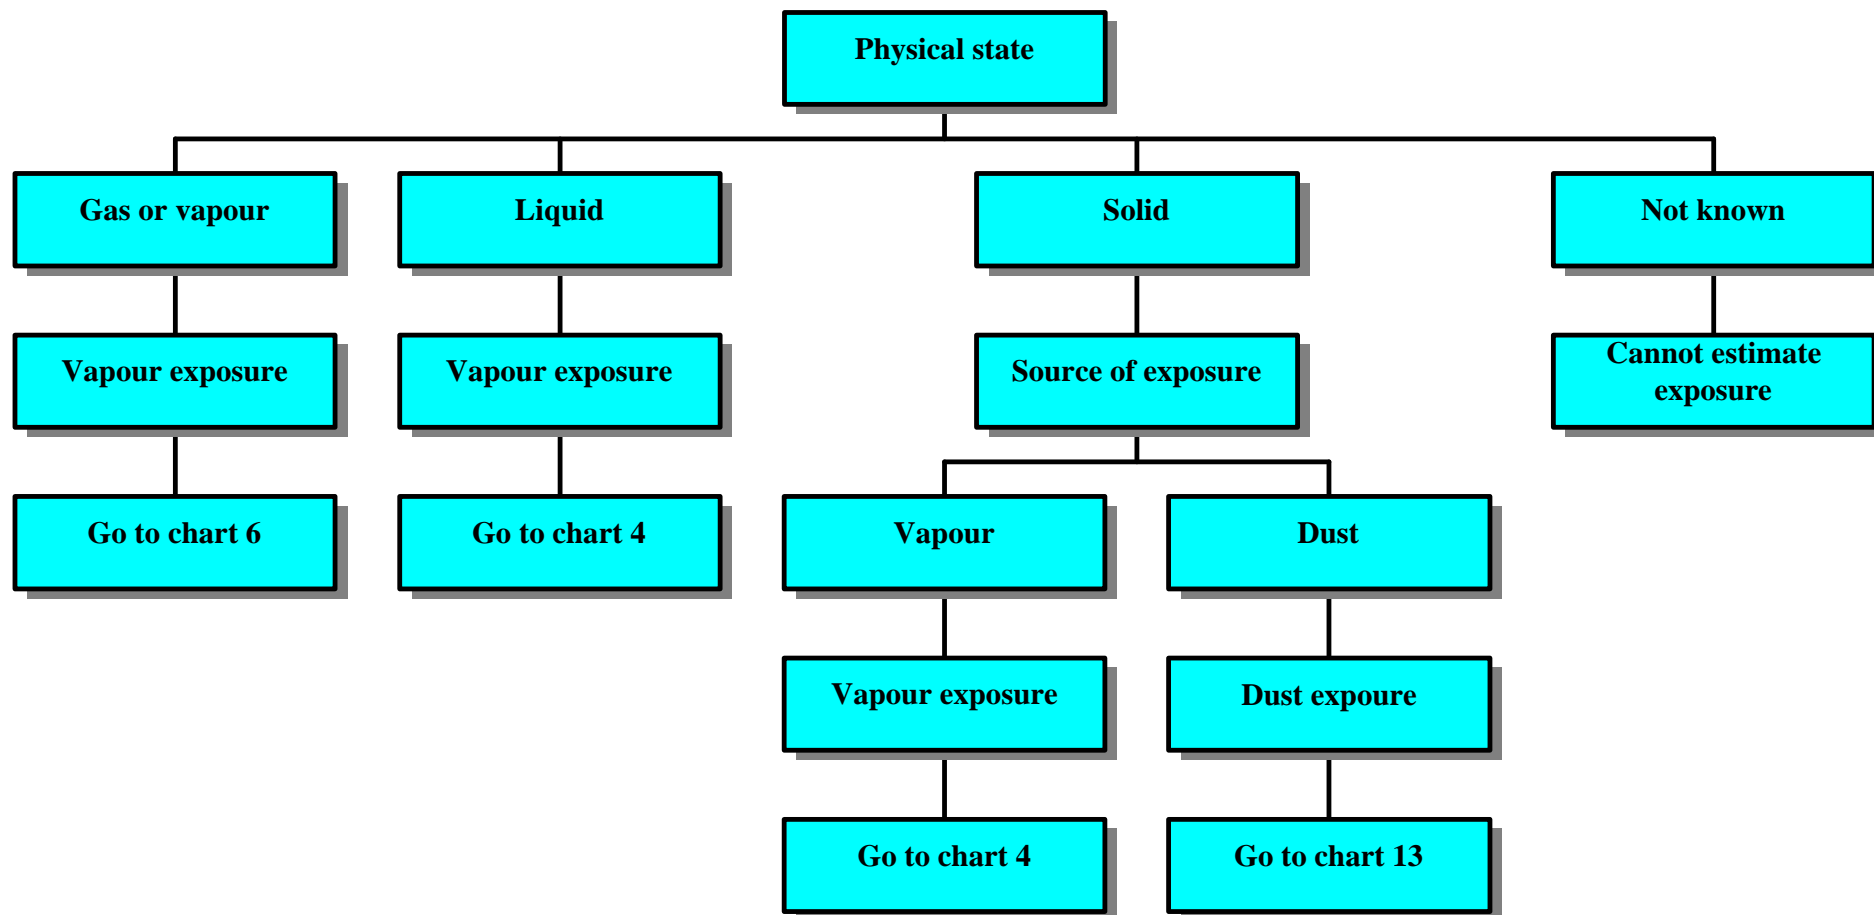 Physical state
Gas or vapour
Liquid
Solid
Not known
Vapour exposure
Vapour exposure
Source of exposure
Cannot estimate
exposure
Go to chart 6
Go to chart 4
Vapour
Dust
Vapour exposure
Dust expoure
Go to chart 4
Go to chart 13